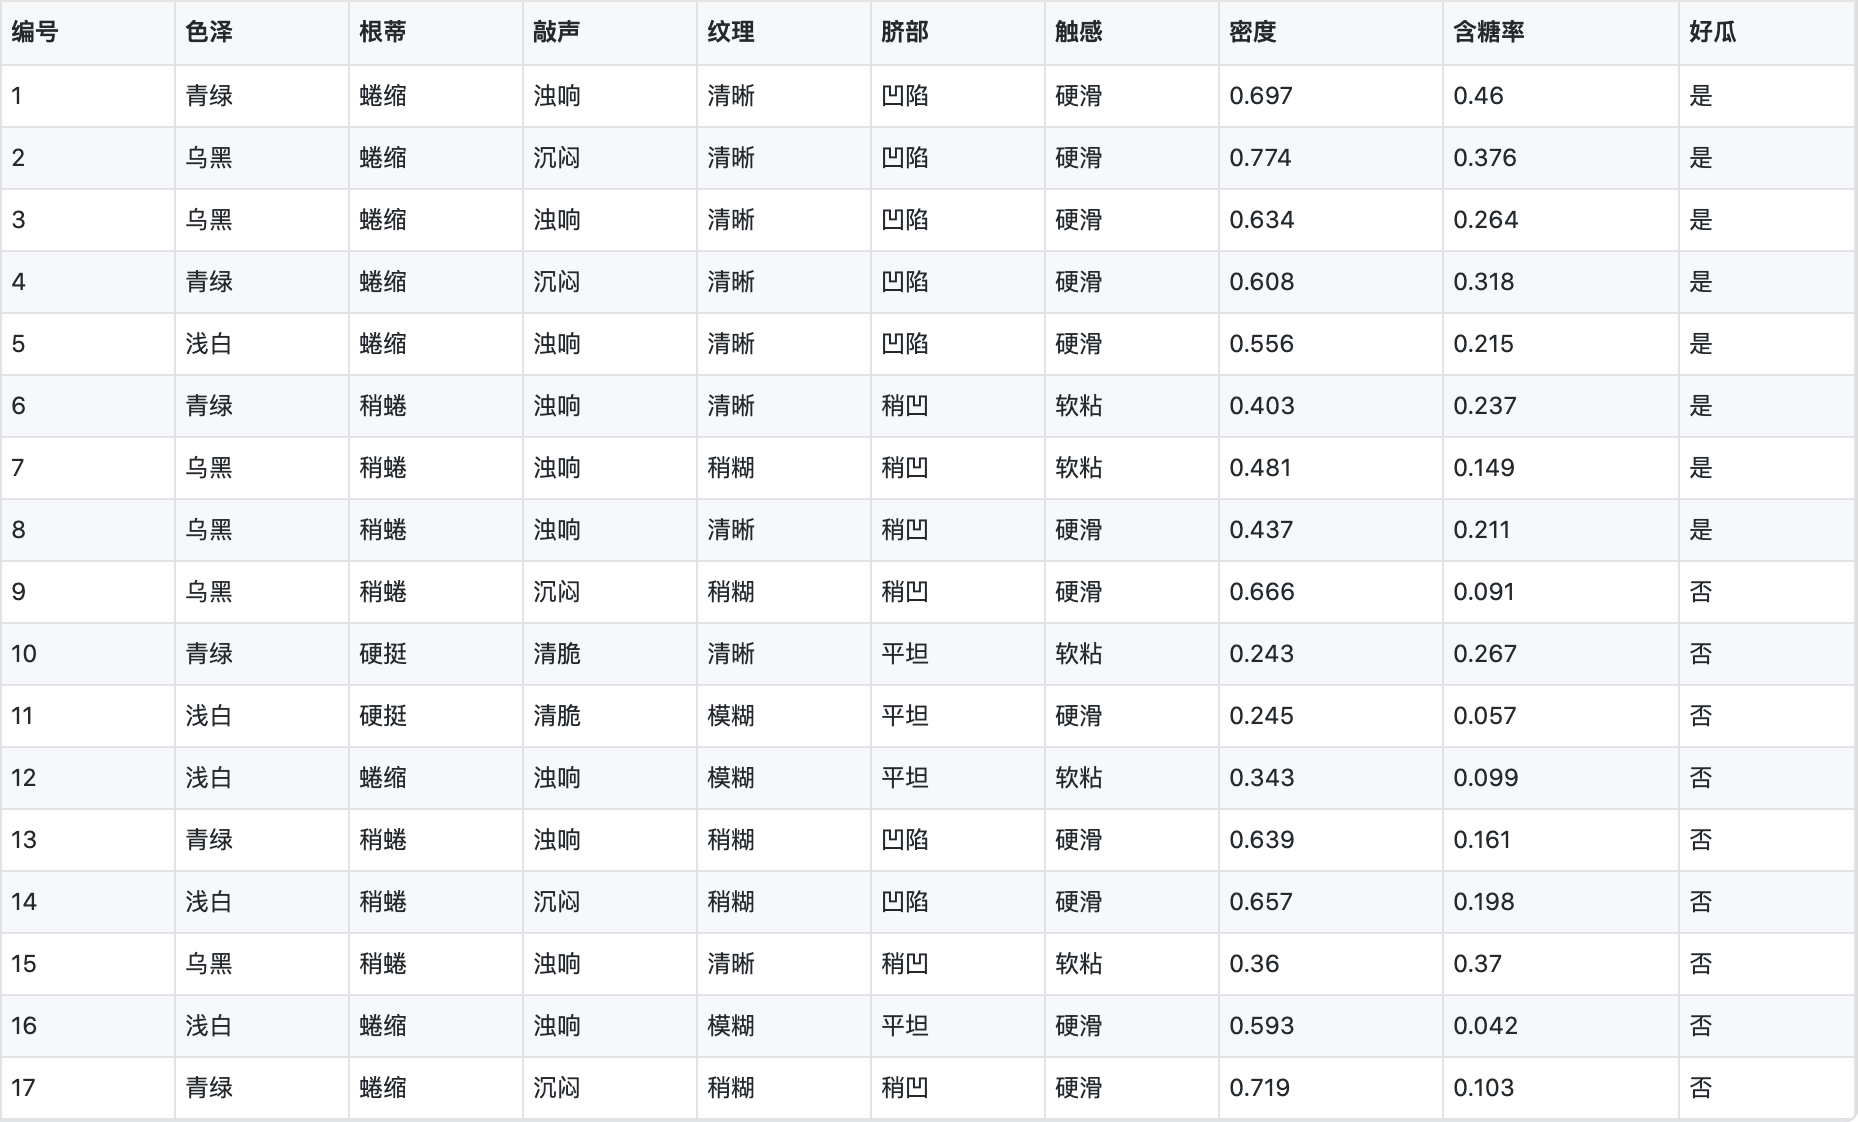 编号 色泽 根蒂 敲声 纹理 脐部 触感 密度 含糖率 好瓜
1 青绿 蜷缩 浊响 清晰 凹陷 硬滑 0.697 0.46 是
2 乌黑 蜷缩 沉闷 清晰 凹陷 硬滑 0.774 0.376 是
3 乌黑 蜷缩 浊响 清晰 凹陷 硬滑 0.634 0.264 是
4 青绿 蜷缩 沉闷 清晰 凹陷 硬滑 0.608 0.318 是
5 浅白 蜷缩 浊响 清晰 凹陷 硬滑 0.556 0.215 是
6 青绿 稍蜷 浊响 清晰 稍凹 软粘 0.403 0.237 是
7 乌黑 稍蜷 浊响 稍糊 稍凹 软粘 0.481 0.149 是
8 乌黑 稍蜷 浊响 清晰 稍凹 硬滑 0.437 0.211 是
9 乌黑 稍蜷 沉闷 稍糊 稍凹 硬滑 0.666 0.091 否
10 青绿 硬挺 清脆 清晰 平坦 软粘 0.243 0.267 否
11 浅白 硬挺 清脆 模糊 平坦 硬滑 0.245 0.057 否
12 浅白 蜷缩 浊响 模糊 平坦 软粘 0.343 0.099 否
13 青绿 稍蜷 浊响 稍糊 凹陷 硬滑 0.639 0.161 否
14 浅白 稍蜷 沉闷 稍糊 凹陷 硬滑 0.657 0.198 否
15 乌黑 稍蜷 浊响 清晰 稍凹 软粘 0.36 0.37 否
16 浅白 蜷缩 浊响 模糊 平坦 硬滑 0.593 0.042 否
17 青绿 蜷缩 沉闷 稍糊 稍凹 硬滑 0.719 0.103 否